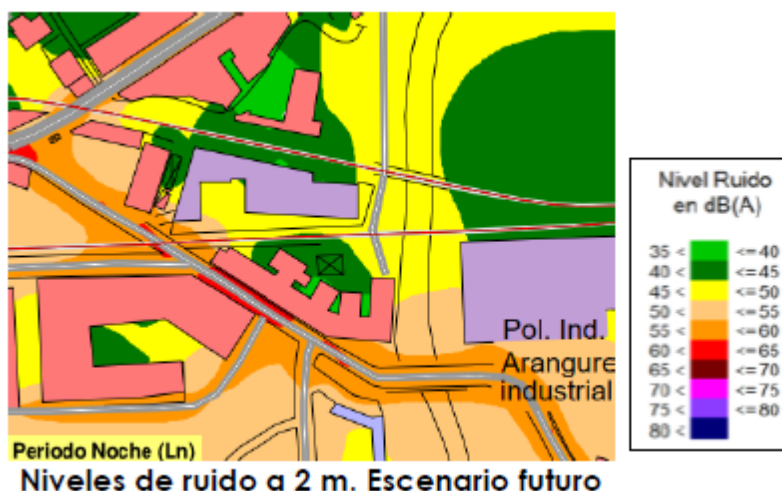 Pol. Ind.
Arangure
industrial
Periodo Noche (Ln)
Niveles de ruido a 2 m. Escenario futuro
Nivel Ruido
en dB(A)
35 < <=40
40 < <=45
45 < <=50
50 < <=55
55 < <=60
60 < <=65
65 < <=70
70 < <=75
75 < <=80
80 <